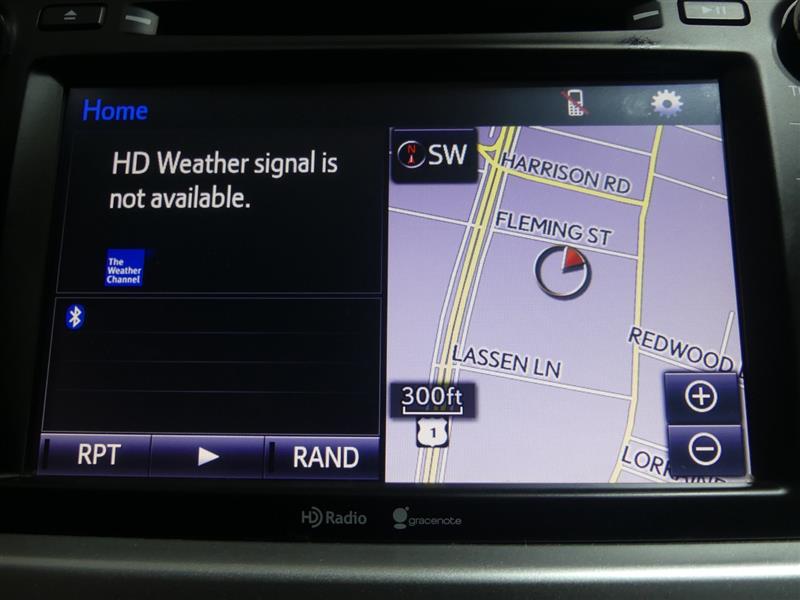 Home
HD Weather signal is
not available.
The
Weather
Channel
RPT
RAND
N
SW
HARRISON RD
FLEMING ST
LASSEN LN
REDWOOD
300ft
1
LORRAINE
HD Radio
gracenote